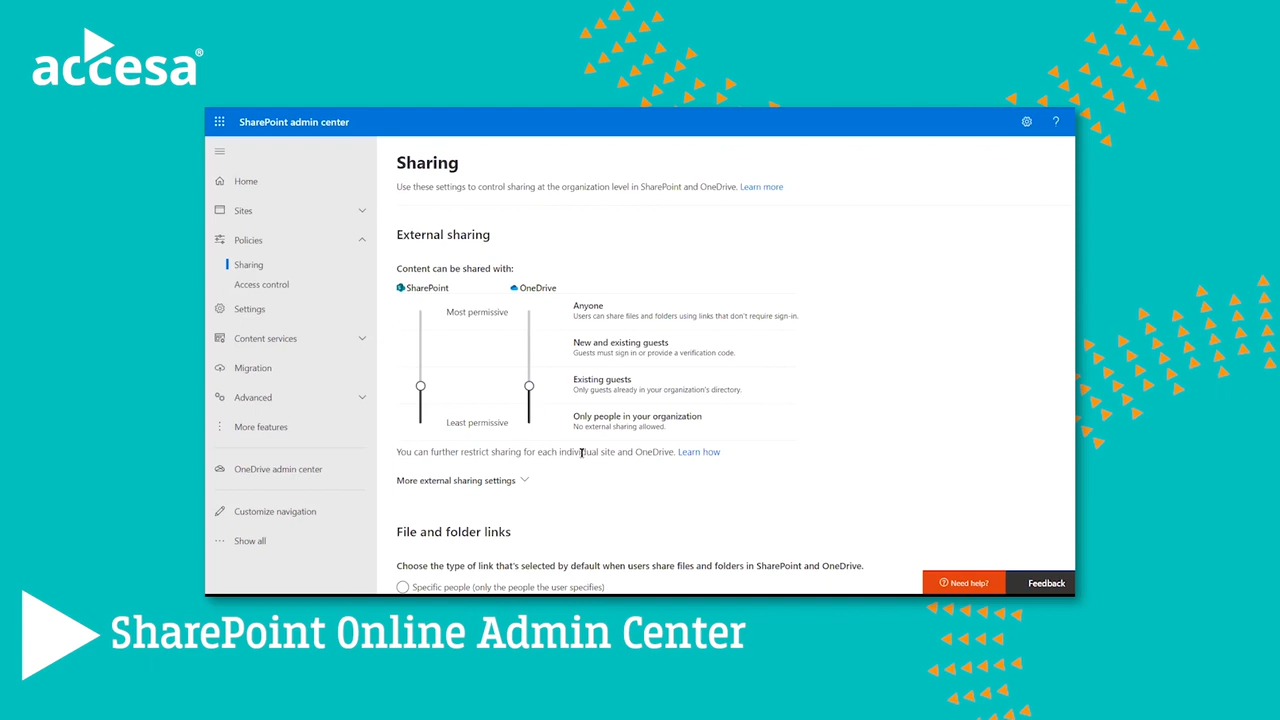 accesa®
SharePoint admin center
?
Sharing
Use these settings to control sharing at the organization level in SharePoint and OneDrive. Learn more
Home
Sites
Policies
Sharing
Access control
Settings
Content services
Migration
Advanced
More features
OneDrive admin center
Customize navigation
Show all
External sharing
Content can be shared with:
SharePoint
OneDrive
Most permissive
Least permissive
Anyone
Users can share files and folders using links that don't require sign-in.
New and existing guests
Guests must sign in or provide a verification code.
Existing guests
Only guests already in your organization's directory.
Only people in your organization
No external sharing allowed.
You can further restrict sharing for each individual site and OneDrive. Learn how
More external sharing settings
File and folder links
Choose the type of link that's selected by default when users share files and folders in SharePoint and OneDrive.
Specific people (only the people the user specifies)
Need help?
Feedback
SharePoint Online Admin Center